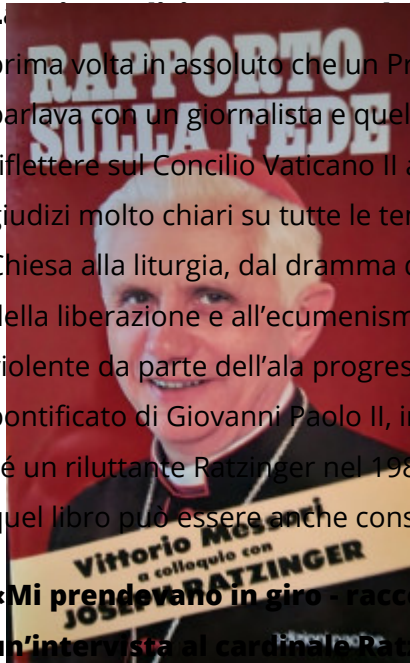 RAPPORTO
prima volta in assoluto che un Pr
SULLA FEDE
parlava con un giornalista e quel
riflettere sul Concilio Vaticano II a
giudizi molto chiari su tutte le
Chiesa alla liturgia, dal dramma
della liberazione e all'ecumenism
violente da parte dell'ala progres
pontificato di Giovanni Paolo II, in
é un riluttante Ratzinger nel 198
quel libro può essere anche cons
Vittorio Messori
a colloquio con
JOSEPH RATZINGER
«Mi prendevano in giro - racco
un'intervista al cardinale Rat